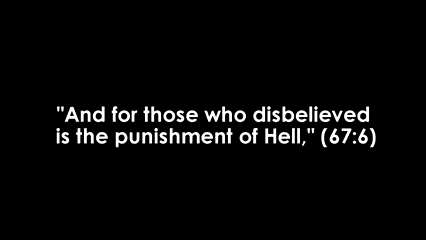 "And for those who disbelieved
is the punishment of Hell," (67:6)